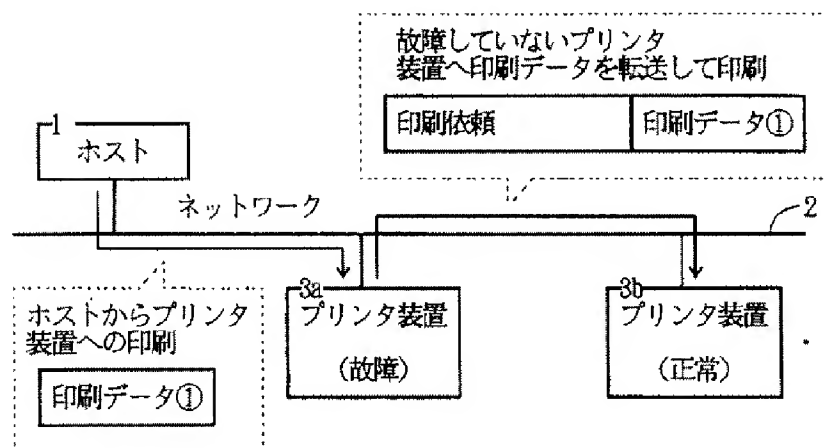 故障していないプリンタ
装置へ印刷データを転送して印刷
印刷依頼
印刷データ①
1
ホスト
ネットワーク
2
3a
プリンタ装置
(故障)
3b
プリンタ装置
(正常)
ホストからプリンタ
装置への印刷
印刷データ①